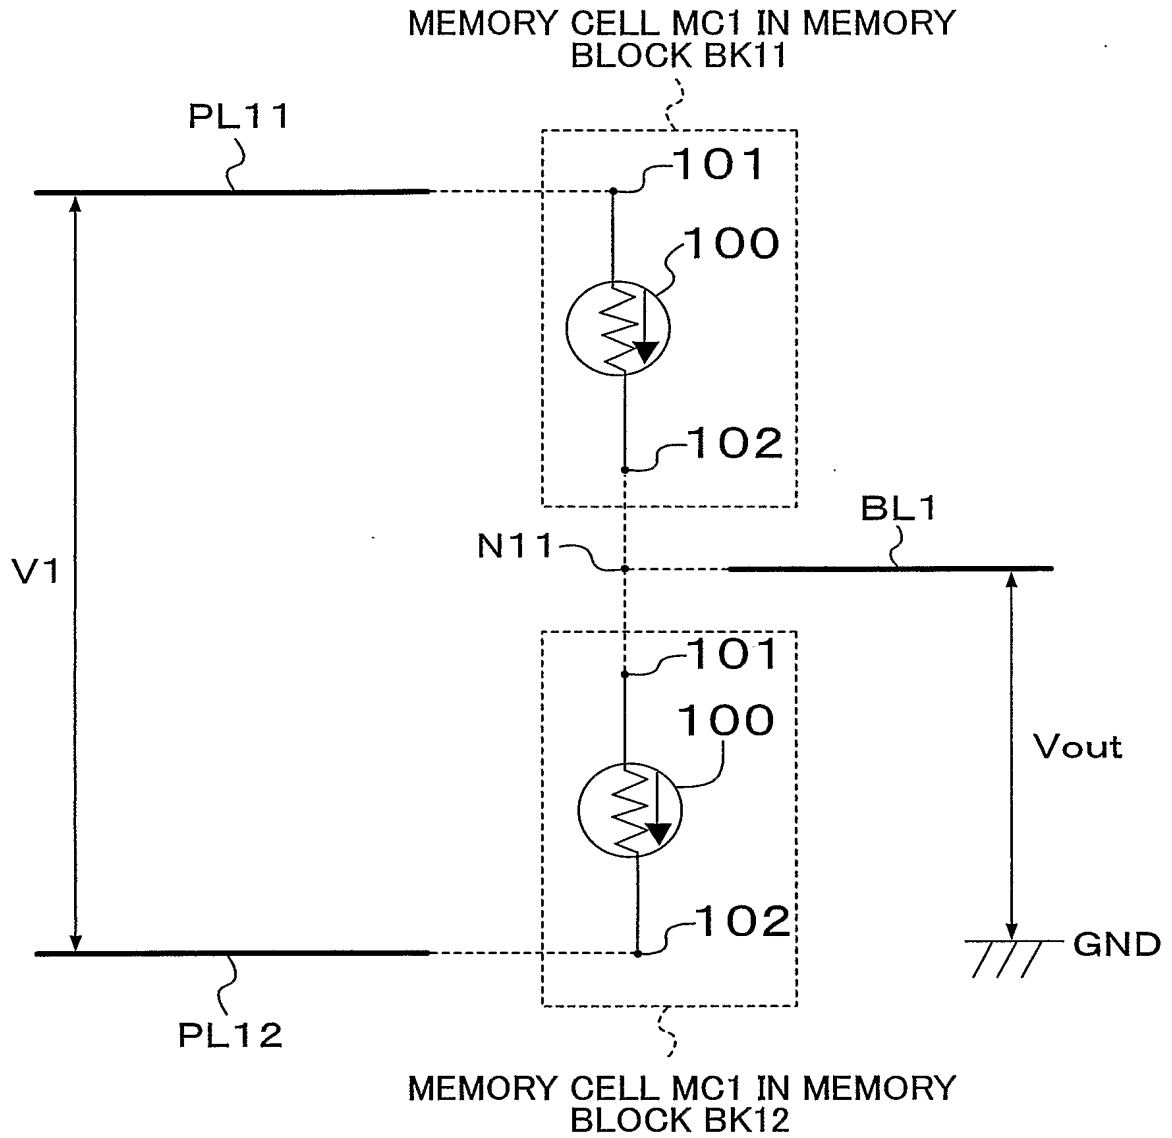 MEMORY CELL MC1 IN MEMORY
BLOCK BK11
PL11
101
100
102
N11
BL1
V1
101
100
Vout
102
GND
PL12
MEMORY CELL MC1 IN MEMORY
BLOCK BK12